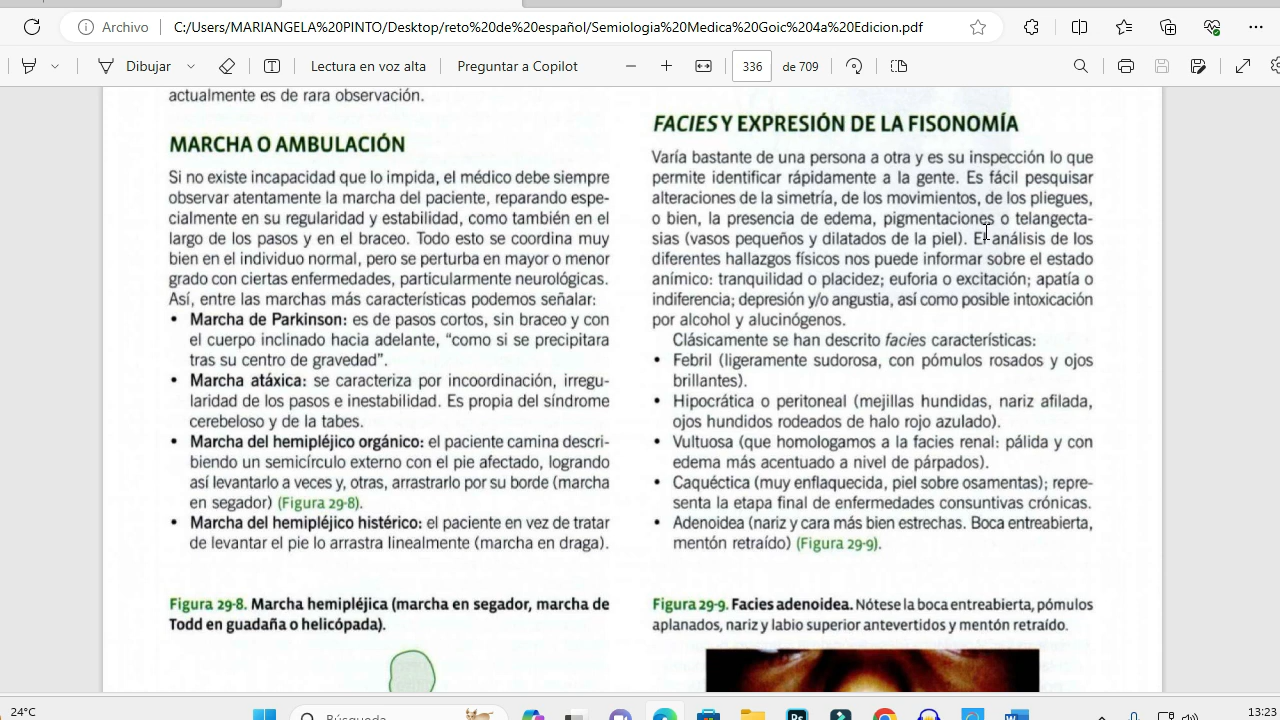 Archivo
C:/Users/MARIANGELA%20PINTO/Desktop/reto%20de%20español/Semiologia%20Medica%20Goic%204a%20Edicion.pdf
Dibujar
Lectura en voz alta
Preguntar a Copilot
336
de 709
actualmente es de rara observación.
MARCHA O AMBULACIÓN
Si no existe incapacidad que lo impida, el médico debe siempre
observar atentamente la marcha del paciente, reparando espe-
cialmente en su regularidad y estabilidad, como también en el
largo de los pasos y en el braceo. Todo esto se coordina muy
bien en el individuo normal, pero se perturba en mayor o menor
grado con ciertas enfermedades, particularmente neurológicas.
Así, entre las marchas más características podemos señalar:
• Marcha de Parkinson: es de pasos cortos, sin braceo y con
el cuerpo inclinado hacia adelante, “como si se precipitara
tras su centro de gravedad”.
• Marcha atáxica: se caracteriza por incoordinación, irregu-
laridad de los pasos e inestabilidad. Es propia del síndrome
cerebeloso y de la tabes.
• Marcha del hemipléjico orgánico: el paciente camina descri-
biendo un semicírculo externo con el pie afectado, logrando
así levantarlo a veces y, otras, arrastrarlo por su borde (marcha
en segador) (Figura 29-8).
• Marcha del hemipléjico histérico: el paciente en vez de tratar
de levantar el pie lo arrastra linealmente (marcha en draga).
Figura 29-8. Marcha hemipléjica (marcha en segador, marcha de
Todd en guadaña o helicópada).
FACIES Y EXPRESIÓN DE LA FISONOMÍA
Varía bastante de una persona a otra y es su inspección lo que
permite identificar rápidamente a la gente. Es fácil pesquisar
alteraciones de la simetría, de los movimientos, de los pliegues,
o bien, la presencia de edema, pigmentaciones o telangecta-
sias (vasos pequeños y dilatados de la piel). El análisis de los
diferentes hallazgos físicos nos puede informar sobre el estado
anímico: tranquilidad o placidez; euforia o excitación; apatía o
indiferencia; depresión y/o angustia, así como posible intoxicación
por alcohol y alucinógenos.
Clásicamente se han descrito facies características:
• Febril (ligeramente sudorosa, con pómulos rosados y ojos
brillantes).
• Hipocrática o peritoneal (mejillas hundidas, nariz afilada,
ojos hundidos rodeados de halo rojo azulado).
• Vultuosa (que homologamos a la facies renal: pálida y con
edema más acentuado a nivel de párpados).
• Caquéctica (muy enflaquecida, piel sobre osamentas); repre-
senta la etapa final de enfermedades consuntivas crónicas.
• Adenoidea (nariz y cara más bien estrechas. Boca entreabierta,
mentón retraído) (Figura 29-9).
Figura 29-9. Facies adenoidea. Nótese la boca entreabierta, pómulos
aplanados, nariz y labio superior antevertidos y mentón retraído.
24°C
Búsqueda
Ps
W
13:23